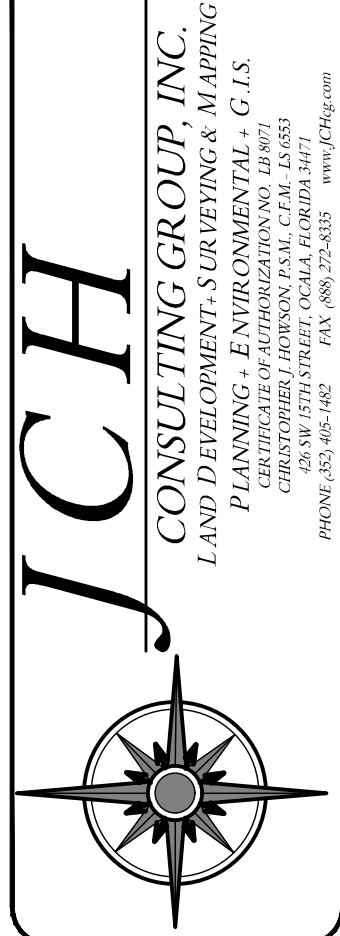 JCH
CONSULTING GROUP, INC.
LAND DEVELOPMENT + SURVEYING & MAPPING
PLANNING + ENVIRONMENTAL + G.I.S.
CERTIFICATE OF AUTHORIZATION NO. LB 8071
CHRISTOPHER J. HOWSON, P.S.M., C.F.M. - LS 6553
426 SW 15TH STREET, OCALA, FLORIDA 34471
PHONE (352) 405-1482 FAX (888) 272-8335 www.JCHcg.com